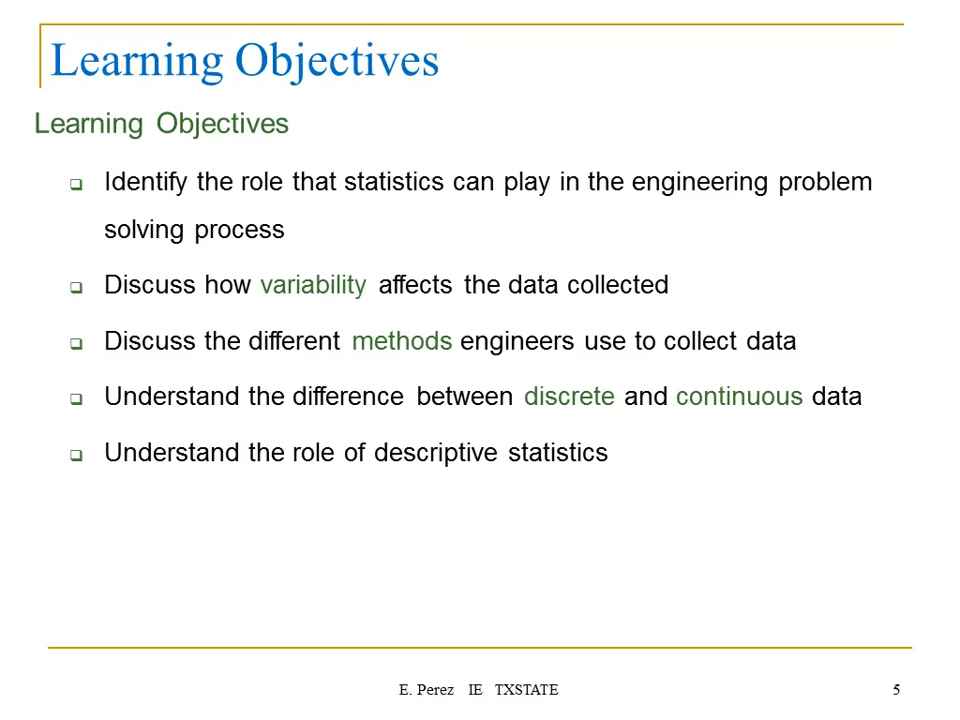 Learning Objectives
Learning Objectives
Identify the role that statistics can play in the engineering problem
solving process
Discuss how variability affects the data collected
Discuss the different methods engineers use to collect data
Understand the difference between discrete and continuous data
Understand the role of descriptive statistics
E. Perez IE TXSTATE 5